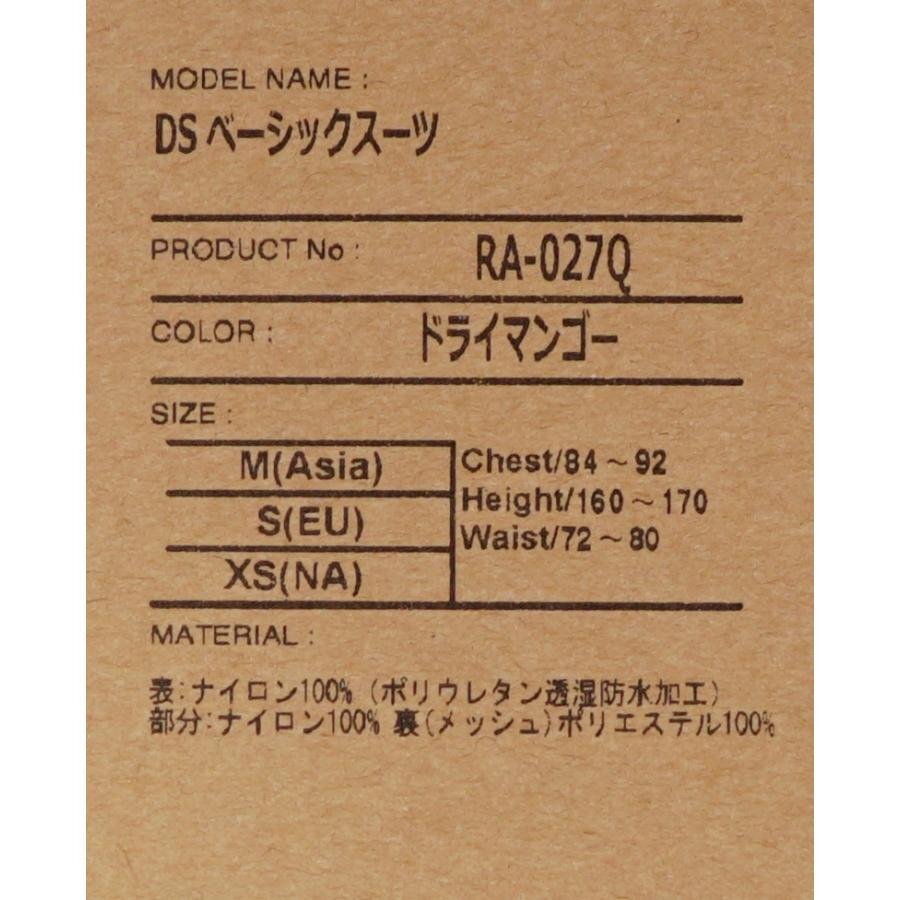 MODEL NAME :
DSベーシックスーツ
PRODUCT No : RA-027Q
COLOR : ドライマンゴー
SIZE :
M(Asia)
S(EU)
XS(NA)
Chest/84～92
Height/160～170
Waist/72～80
MATERIAL :
表:ナイロン100% (ポリウレタン透湿防水加工)
部分:ナイロン100% 裏(メッシュ)ポリエステル100%